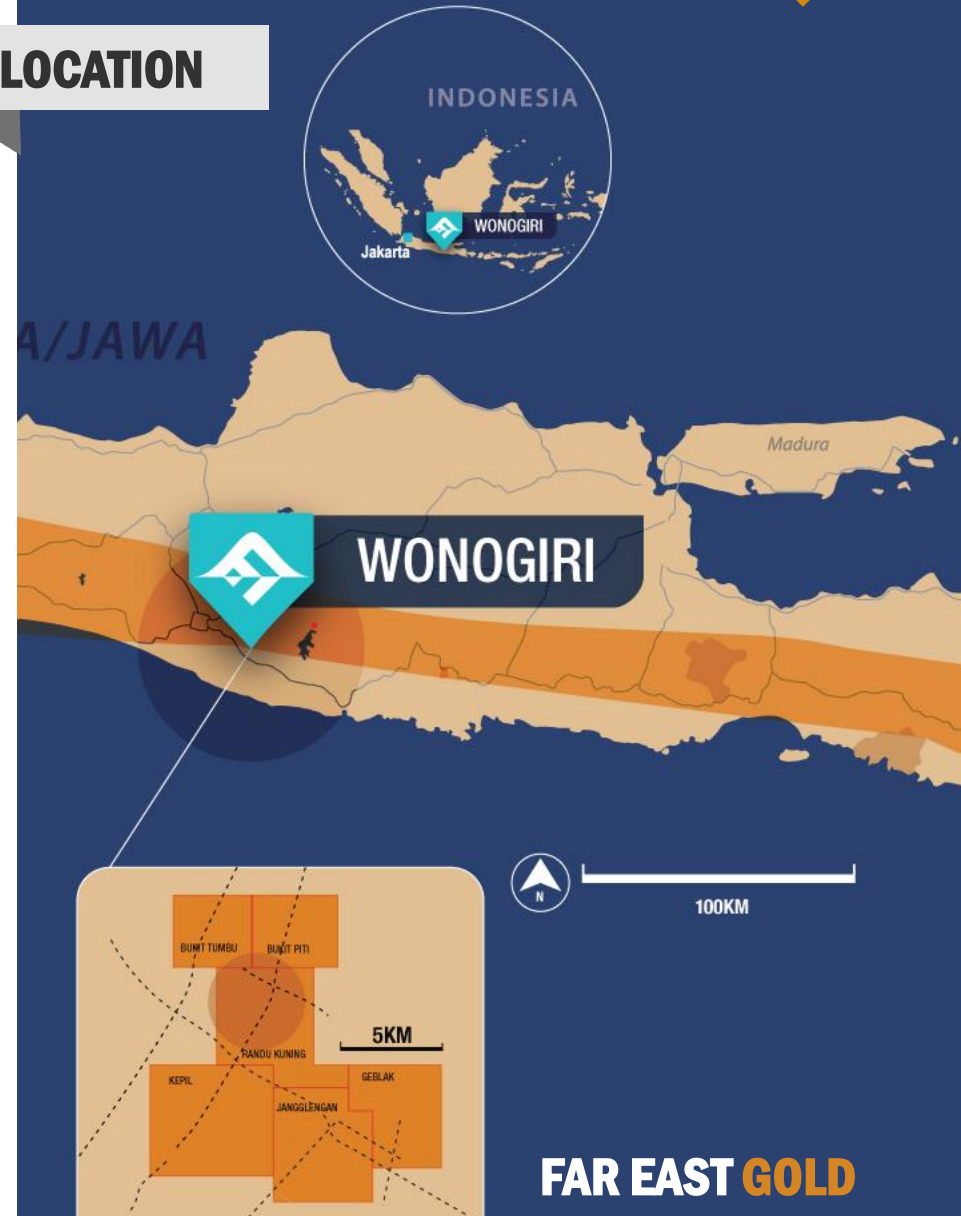 LOCATION
INDONESIA
WONOGIRI
Jakarta
A/JAWA
Madura
WONOGIRI
N
100KM
BUKIT TUMBU
BUKIT PITI
5KM
RANDU KUNING
KEPIL
GEBLAK
JANGGLENGAN
FAR EAST GOLD